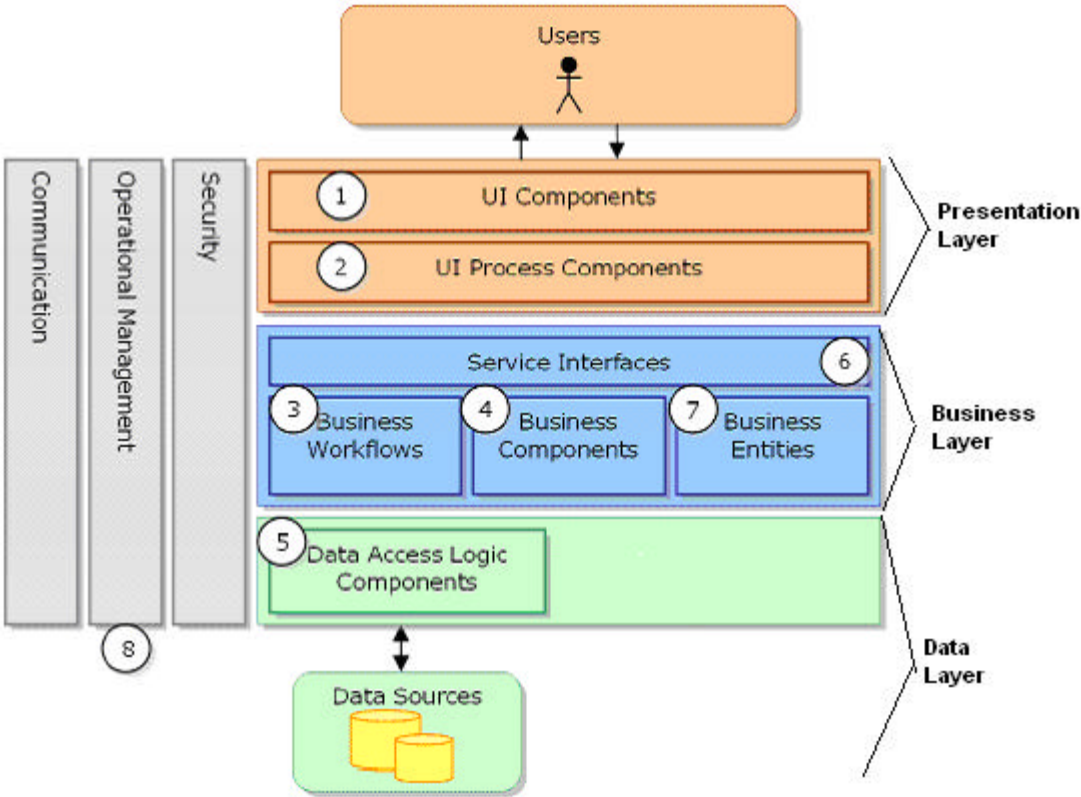 Users
Communication
Operational Management
Security
1
UI Components
2
UI Process Components
Presentation
Layer
Service Interfaces
6
3
Business
Workflows
4
Business
Components
7
Business
Entities
Business
Layer
5
Data Access Logic
Components
8
Data
Layer
Data Sources